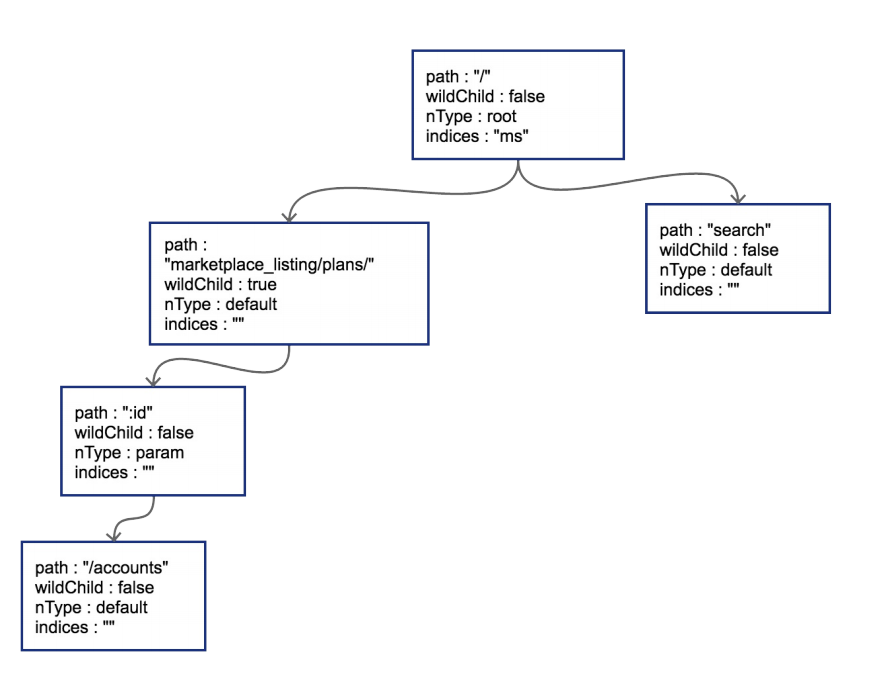 path : "/"
wildChild : false
nType : root
indices : "ms"
path :
"marketplace_listing/plans/"
wildChild : true
nType : default
indices : ""
path : "search"
wildChild : false
nType : default
indices : ""
path : ":id"
wildChild : false
nType : param
indices : ""
path : "/accounts"
wildChild : false
nType : default
indices : ""